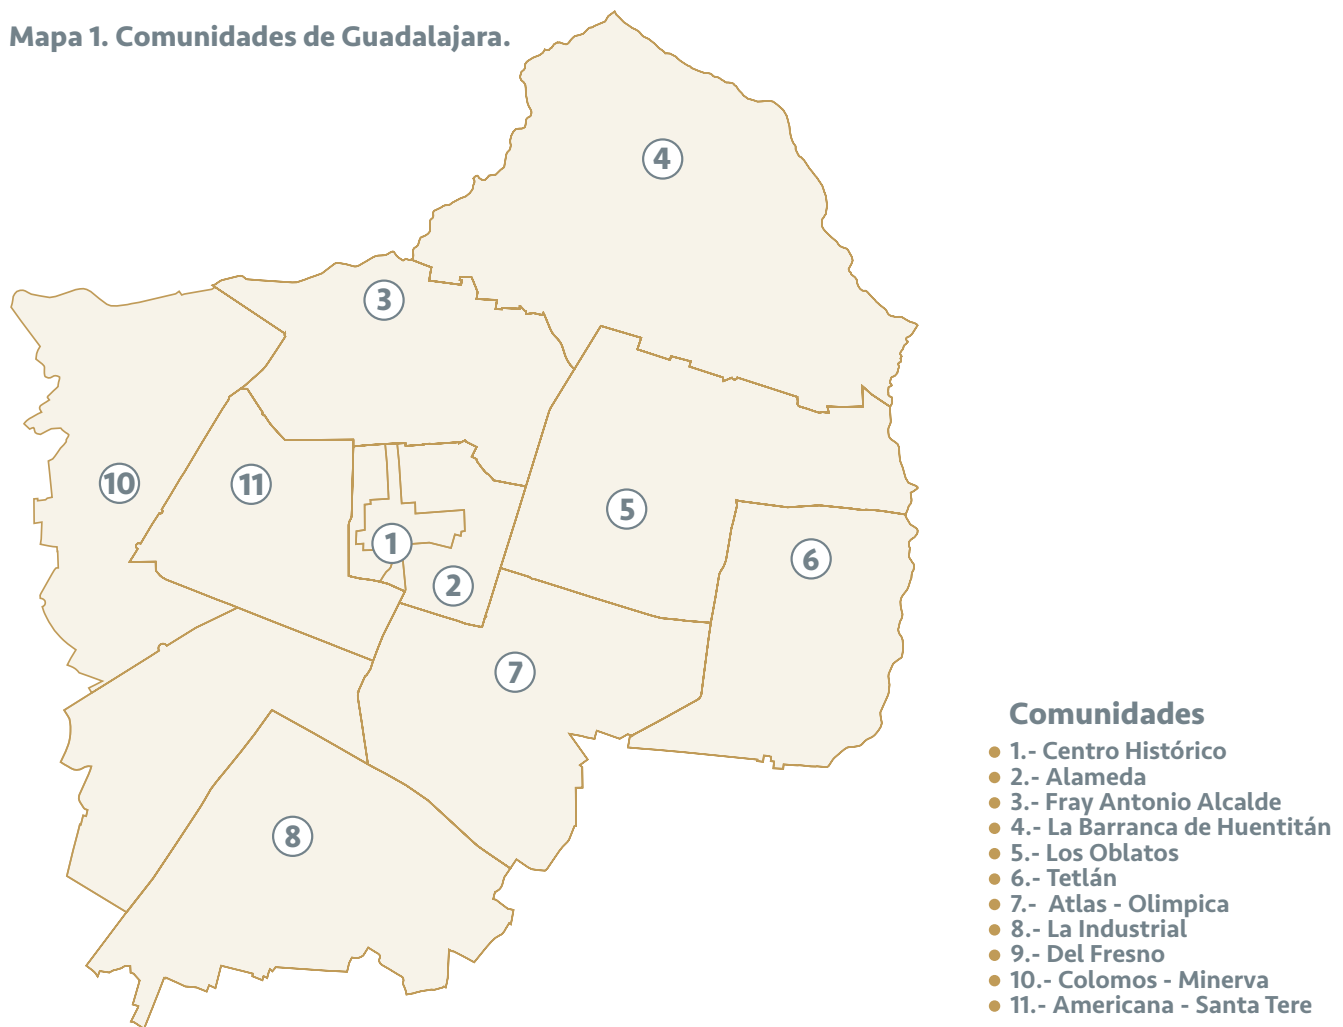 Mapa 1. Comunidades de Guadalajara.
4
3
10
11
5
1
6
2
7
8
Comunidades
1.- Centro Histórico
2.- Alameda
3.- Fray Antonio Alcalde
4.- La Barranca de Huentitán
5.- Los Oblatos
6.- Tetlán
7.- Atlas - Olimpica
8.- La Industrial
9.- Del Fresno
10.- Colomos - Minerva
11.- Americana - Santa Tere